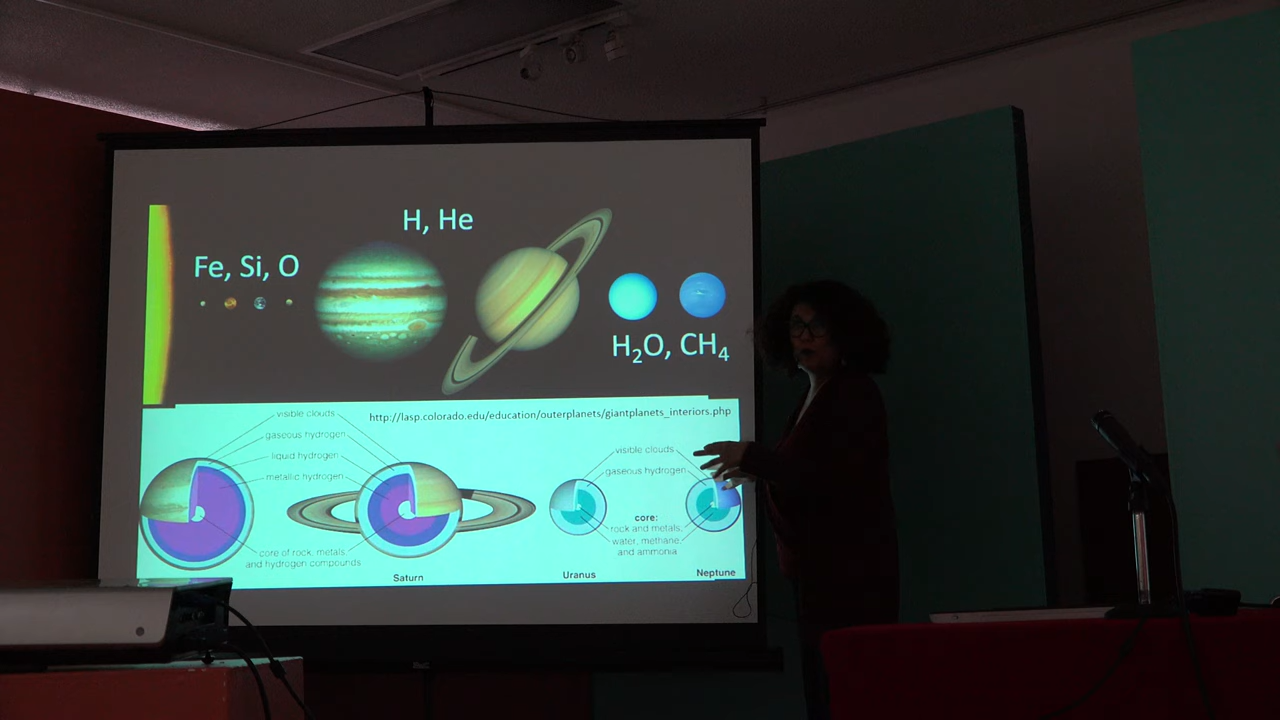 H, He
Fe, Si, O
H₂O, CH₄
visible clouds
http://lasp.colorado.edu/education/outerplanets/giantplanets_interiors.php
gaseous hydrogen
liquid hydrogen
metallic hydrogen
core of rock, metals,
and hydrogen compounds
Saturn
visible clouds
gaseous hydrogen
core:
rock and metals,
water, methane,
and ammonia
Uranus
Neptune